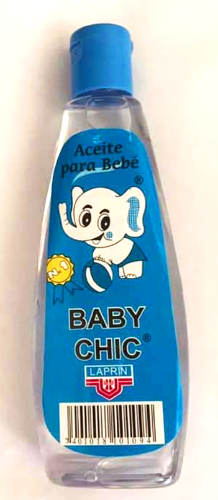 Aceite
para Bebé
®
BABY
CHIC®
LAPRIN